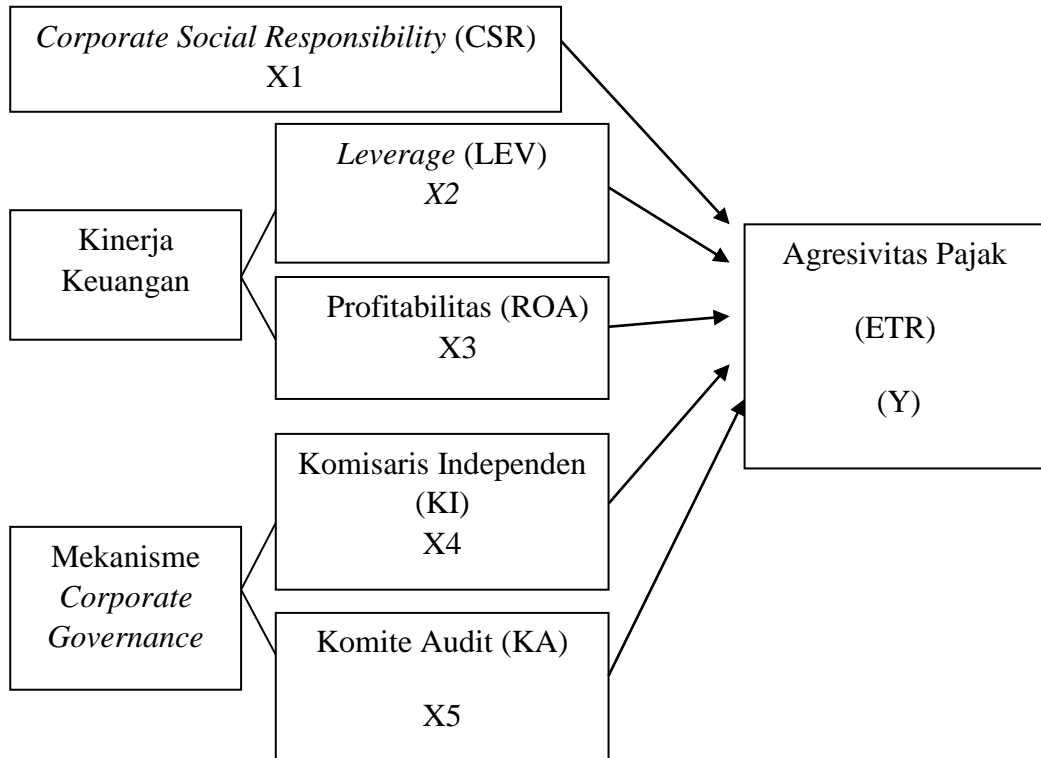 Corporate Social Responsibility (CSR)
X1
Leverage (LEV)
X2
Kinerja
Keuangan
Profitabilitas (ROA)
X3
Komisaris Independen
(KI)
X4
Mekanisme
Corporate
Governance
Komite Audit (KA)
X5
Agresivitas Pajak
(ETR)
(Y)